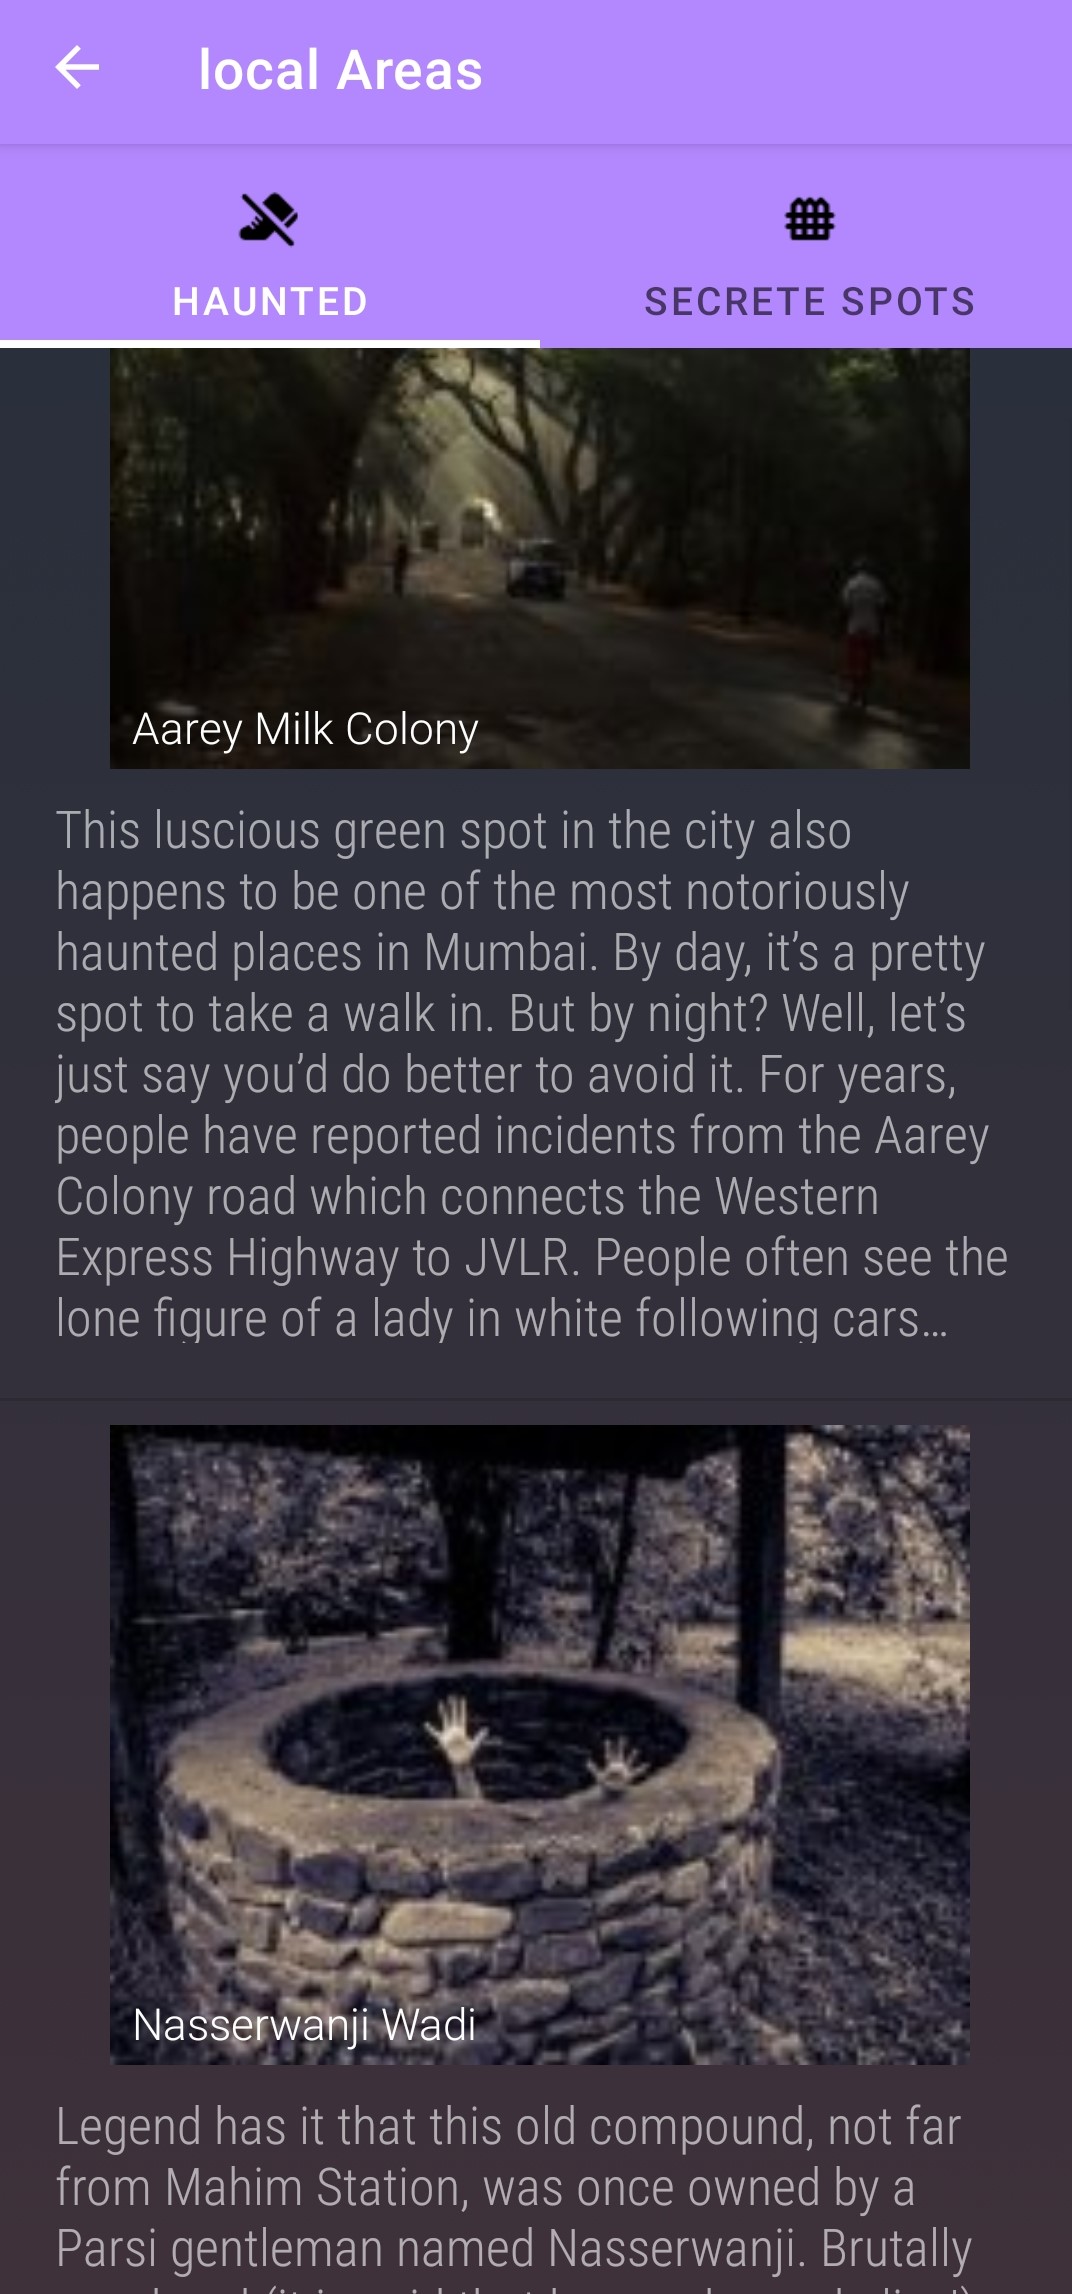 local Areas
HAUNTED
SECRETE SPOTS
Aarey Milk Colony
This luscious green spot in the city also
happens to be one of the most notoriously
haunted places in Mumbai. By day, it’s a pretty
spot to take a walk in. But by night? Well, let’s
just say you’d do better to avoid it. For years,
people have reported incidents from the Aarey
Colony road which connects the Western
Express Highway to JVLR. People often see the
lone figure of a lady in white following cars…
Nasserwanji Wadi
Legend has it that this old compound, not far
from Mahim Station, was once owned by a
Parsi gentleman named Nasserwanji. Brutally